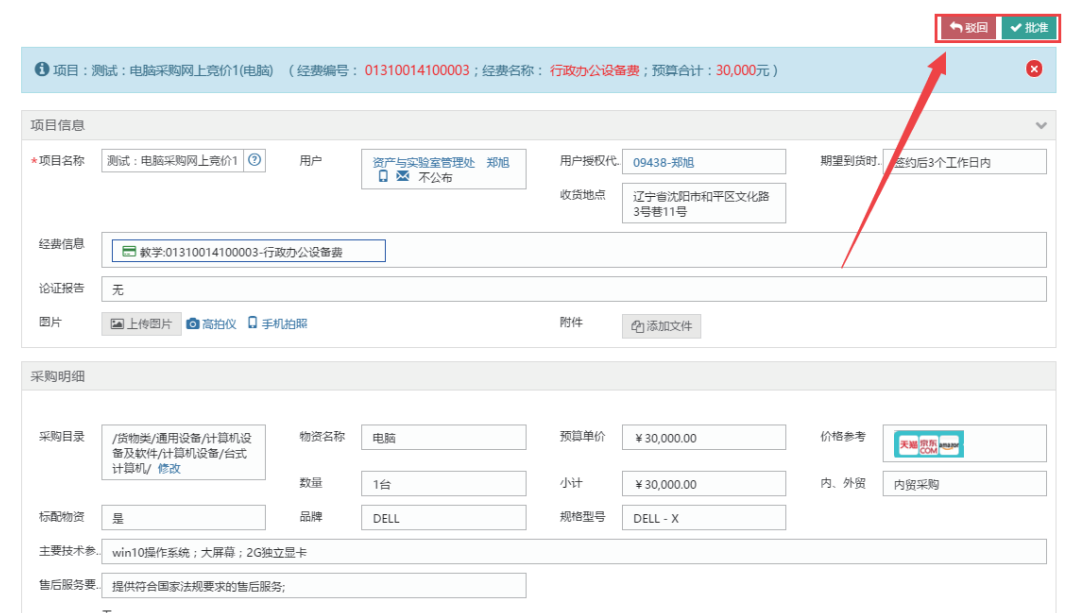 驳回 批准
项目：测试：电脑采购网上竞价1(电脑) （经费编号：01310014100003；经费名称：行政办公设备费；预算合计：30,000元）
项目信息
*项目名称 测试：电脑采购网上竞价1 用户 资产与实验室管理处 郑旭 用户授权代.. 09438-郑旭 期望到货时.. 签约后3个工作日内
不公布
收货地点 辽宁省沈阳市和平区文化路
3号巷11号
经费信息 教学:01310014100003-行政办公设备费
论证报告 无
图片 上传图片 高拍仪 手机拍照 附件 添加文件
采购明细
采购目录 /货物类/通用设备/计算机设 物资名称 电脑 预算单价 ￥30,000.00 价格参考 天猫 京东 COM amazon
备及软件/计算机设备/台式
计算机/ 修改
数量 1台 小计 ￥30,000.00 内、外贸 内贸采购
标配物资 是 品牌 DELL 规格型号 DELL - X
主要技术参.. win10操作系统；大屏幕；2G独立显卡
售后服务要.. 提供符合国家法规要求的售后服务;